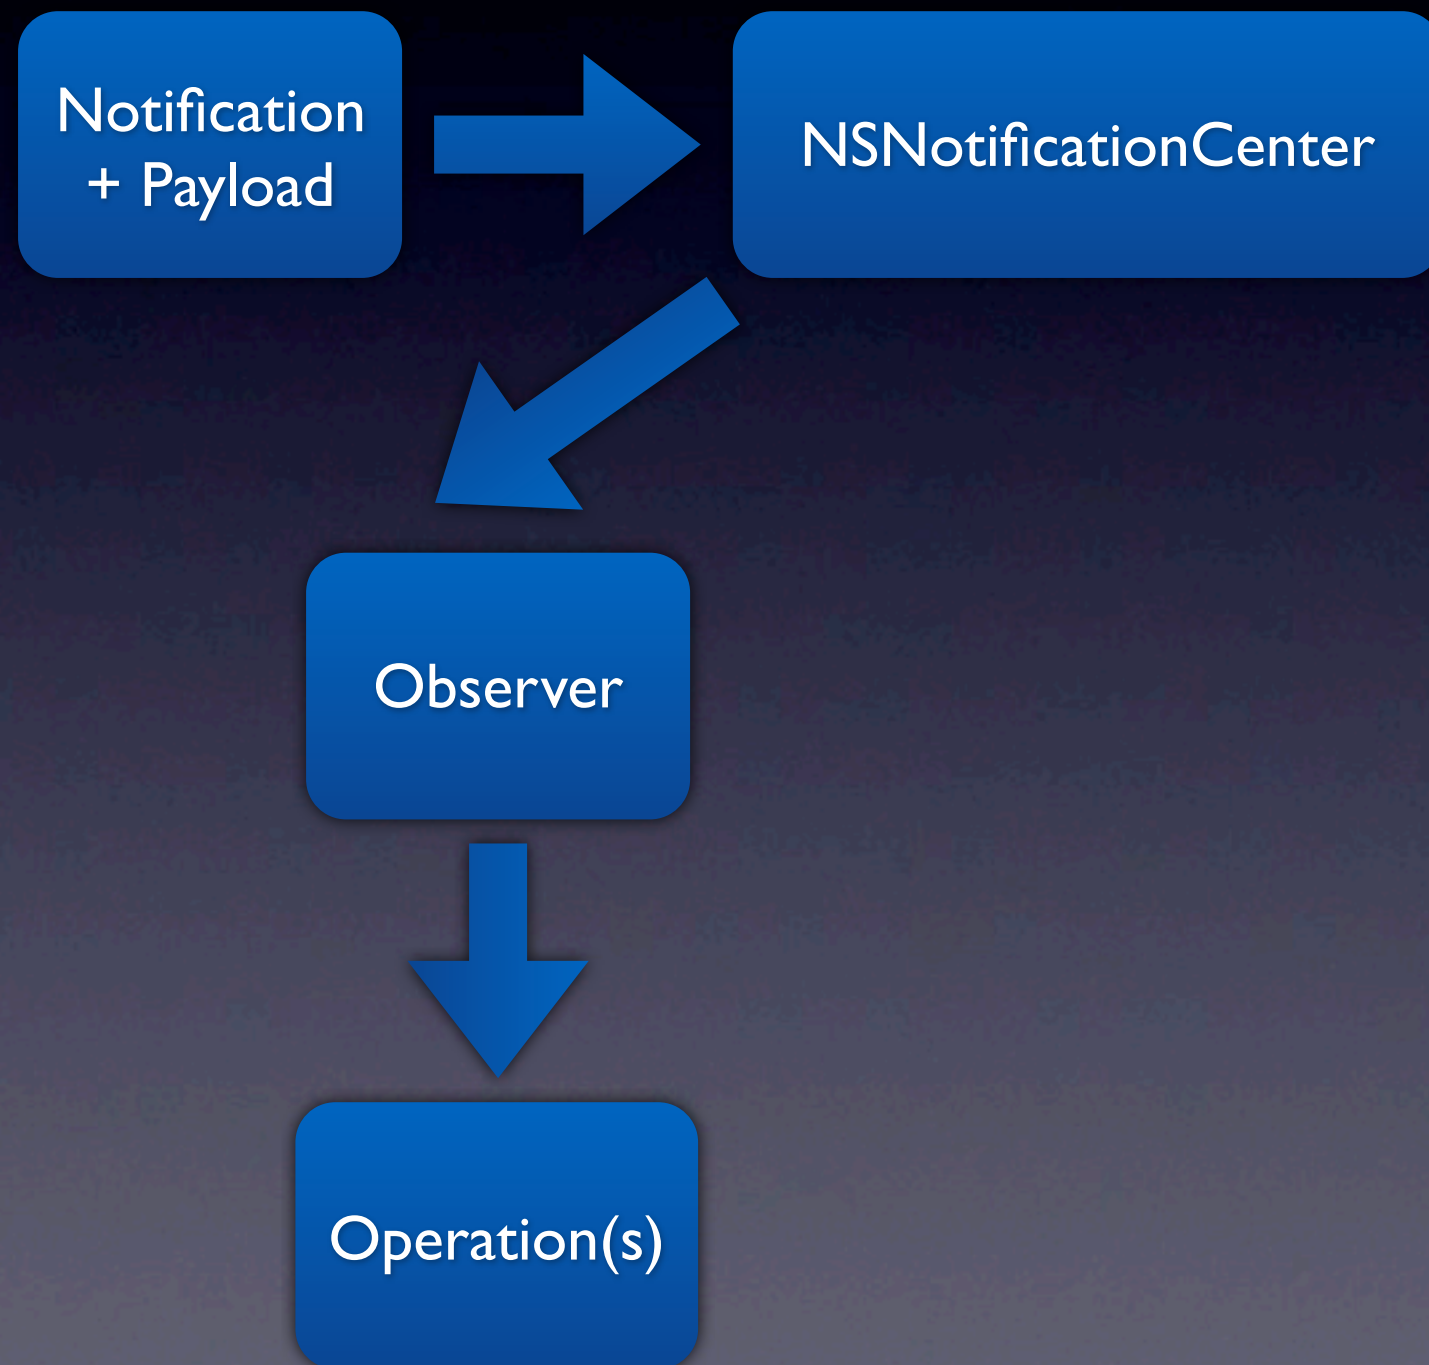 Notification
+ Payload
NSNotificationCenter
Observer
Operation(s)